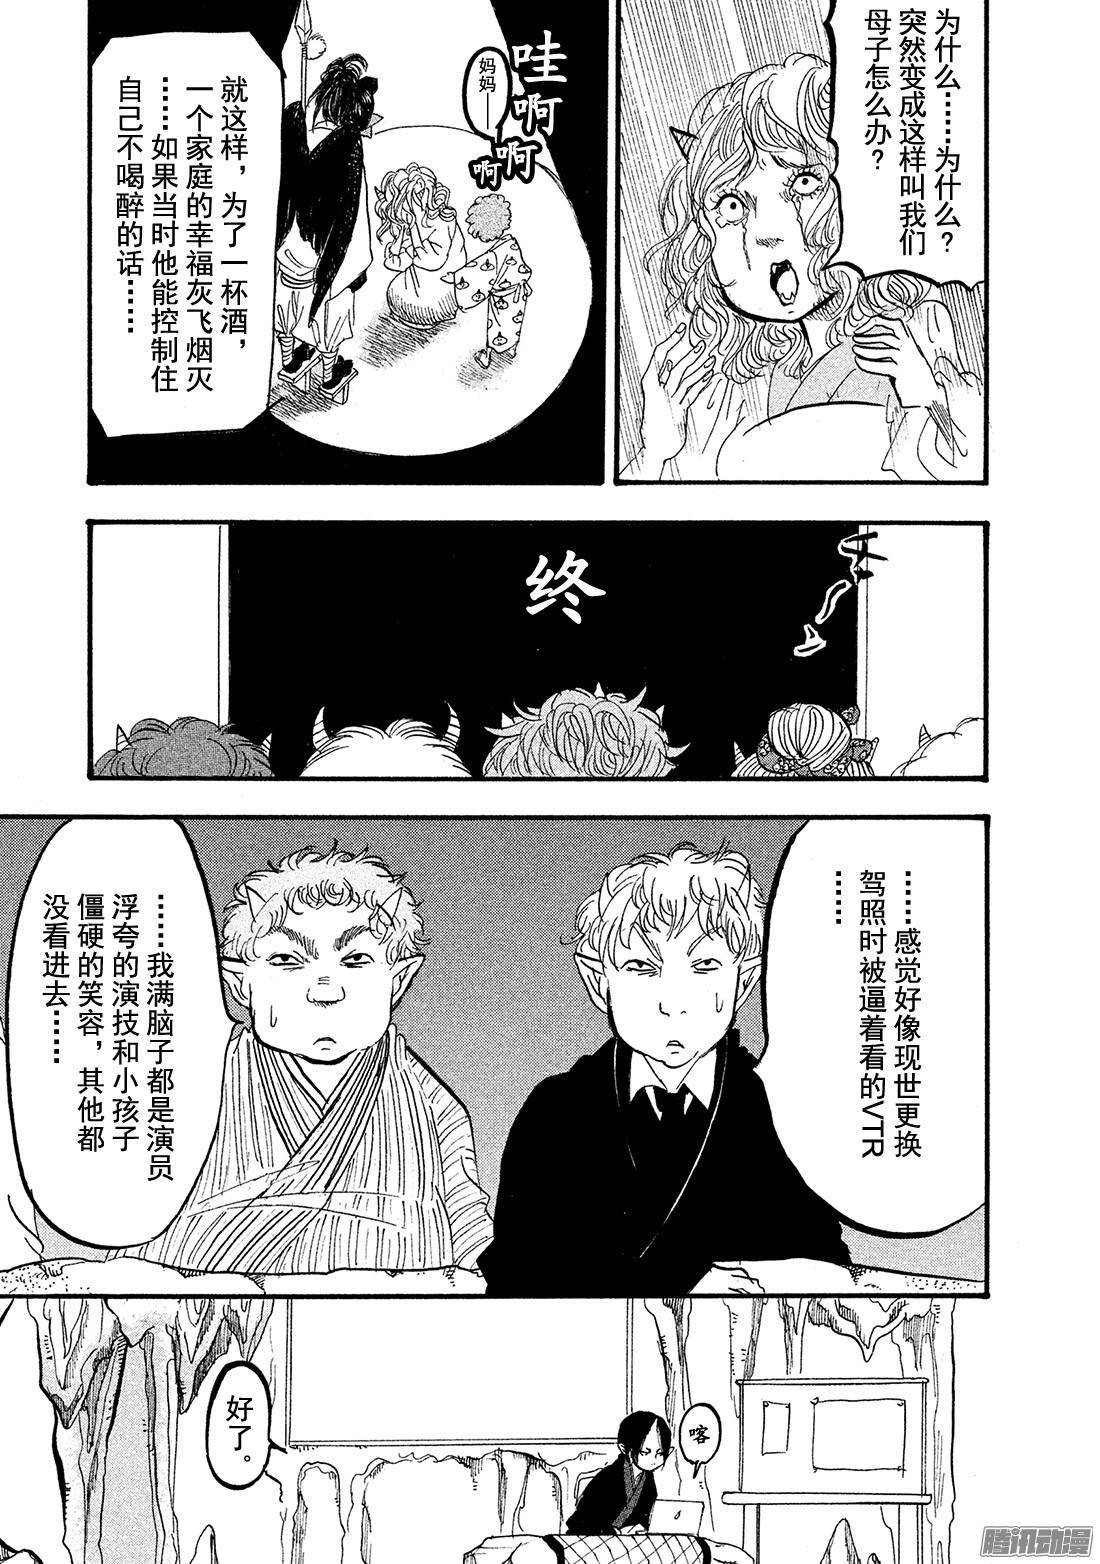 为什么……为什么？
突然变成这样叫我们
母子怎么办？
哇啊啊
妈妈——
啊
就这样，为了一杯酒，
一个家庭的幸福灰飞烟灭
……如果当时他能控制住
自己不喝醉的话……
终
……感觉好像现世更换
驾照时被逼着看的VTR
……
……我满脑子都是演员
浮夸的演技和小孩子
僵硬的笑容，其他都
没看进去……
喀
好了。
腾讯动漫